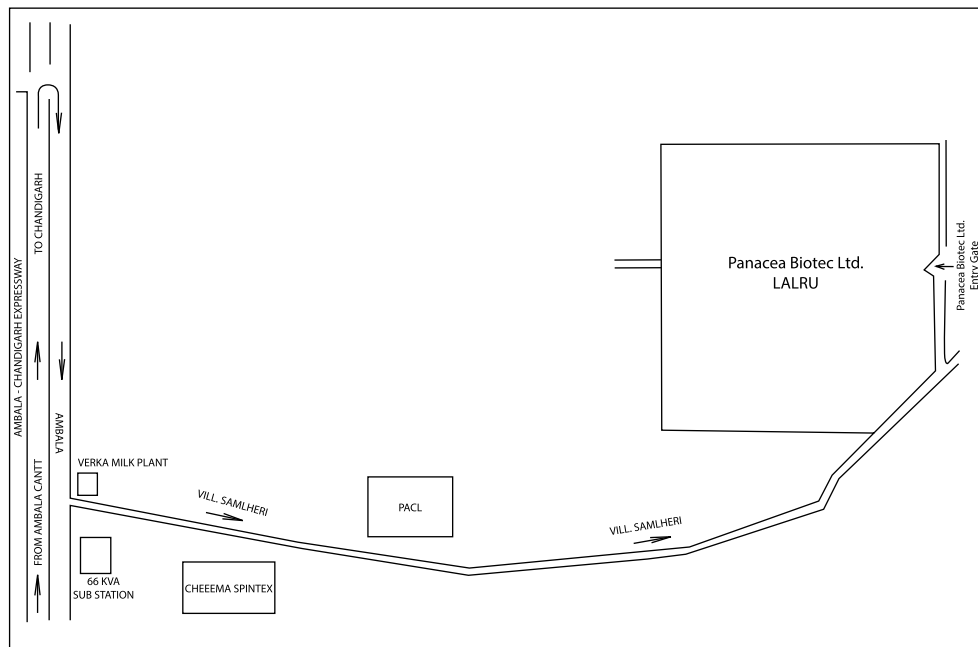 AMBALA - CHANDIGARH EXPRESSWAY
TO CHANDIGARH
FROM AMBALA CANTT
AMBALA
VERKA MILK PLANT
66 KVA
SUB STATION
VILL. SAMLHERI
CHEEEMA SPINTEX
PACL
VILL. SAMLHERI
Panacea Biotec Ltd.
LALRU
Panacea Biotec Ltd.
Entry Gate